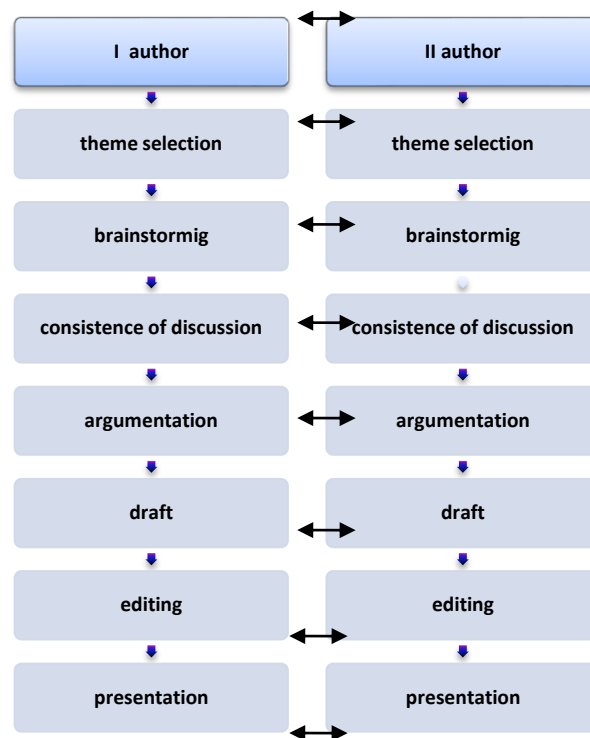 I author
II author
theme selection
theme selection
brainstormig
brainstormig
consistence of discussion
consistence of discussion
argumentation
argumentation
draft
draft
editing
editing
presentation
presentation